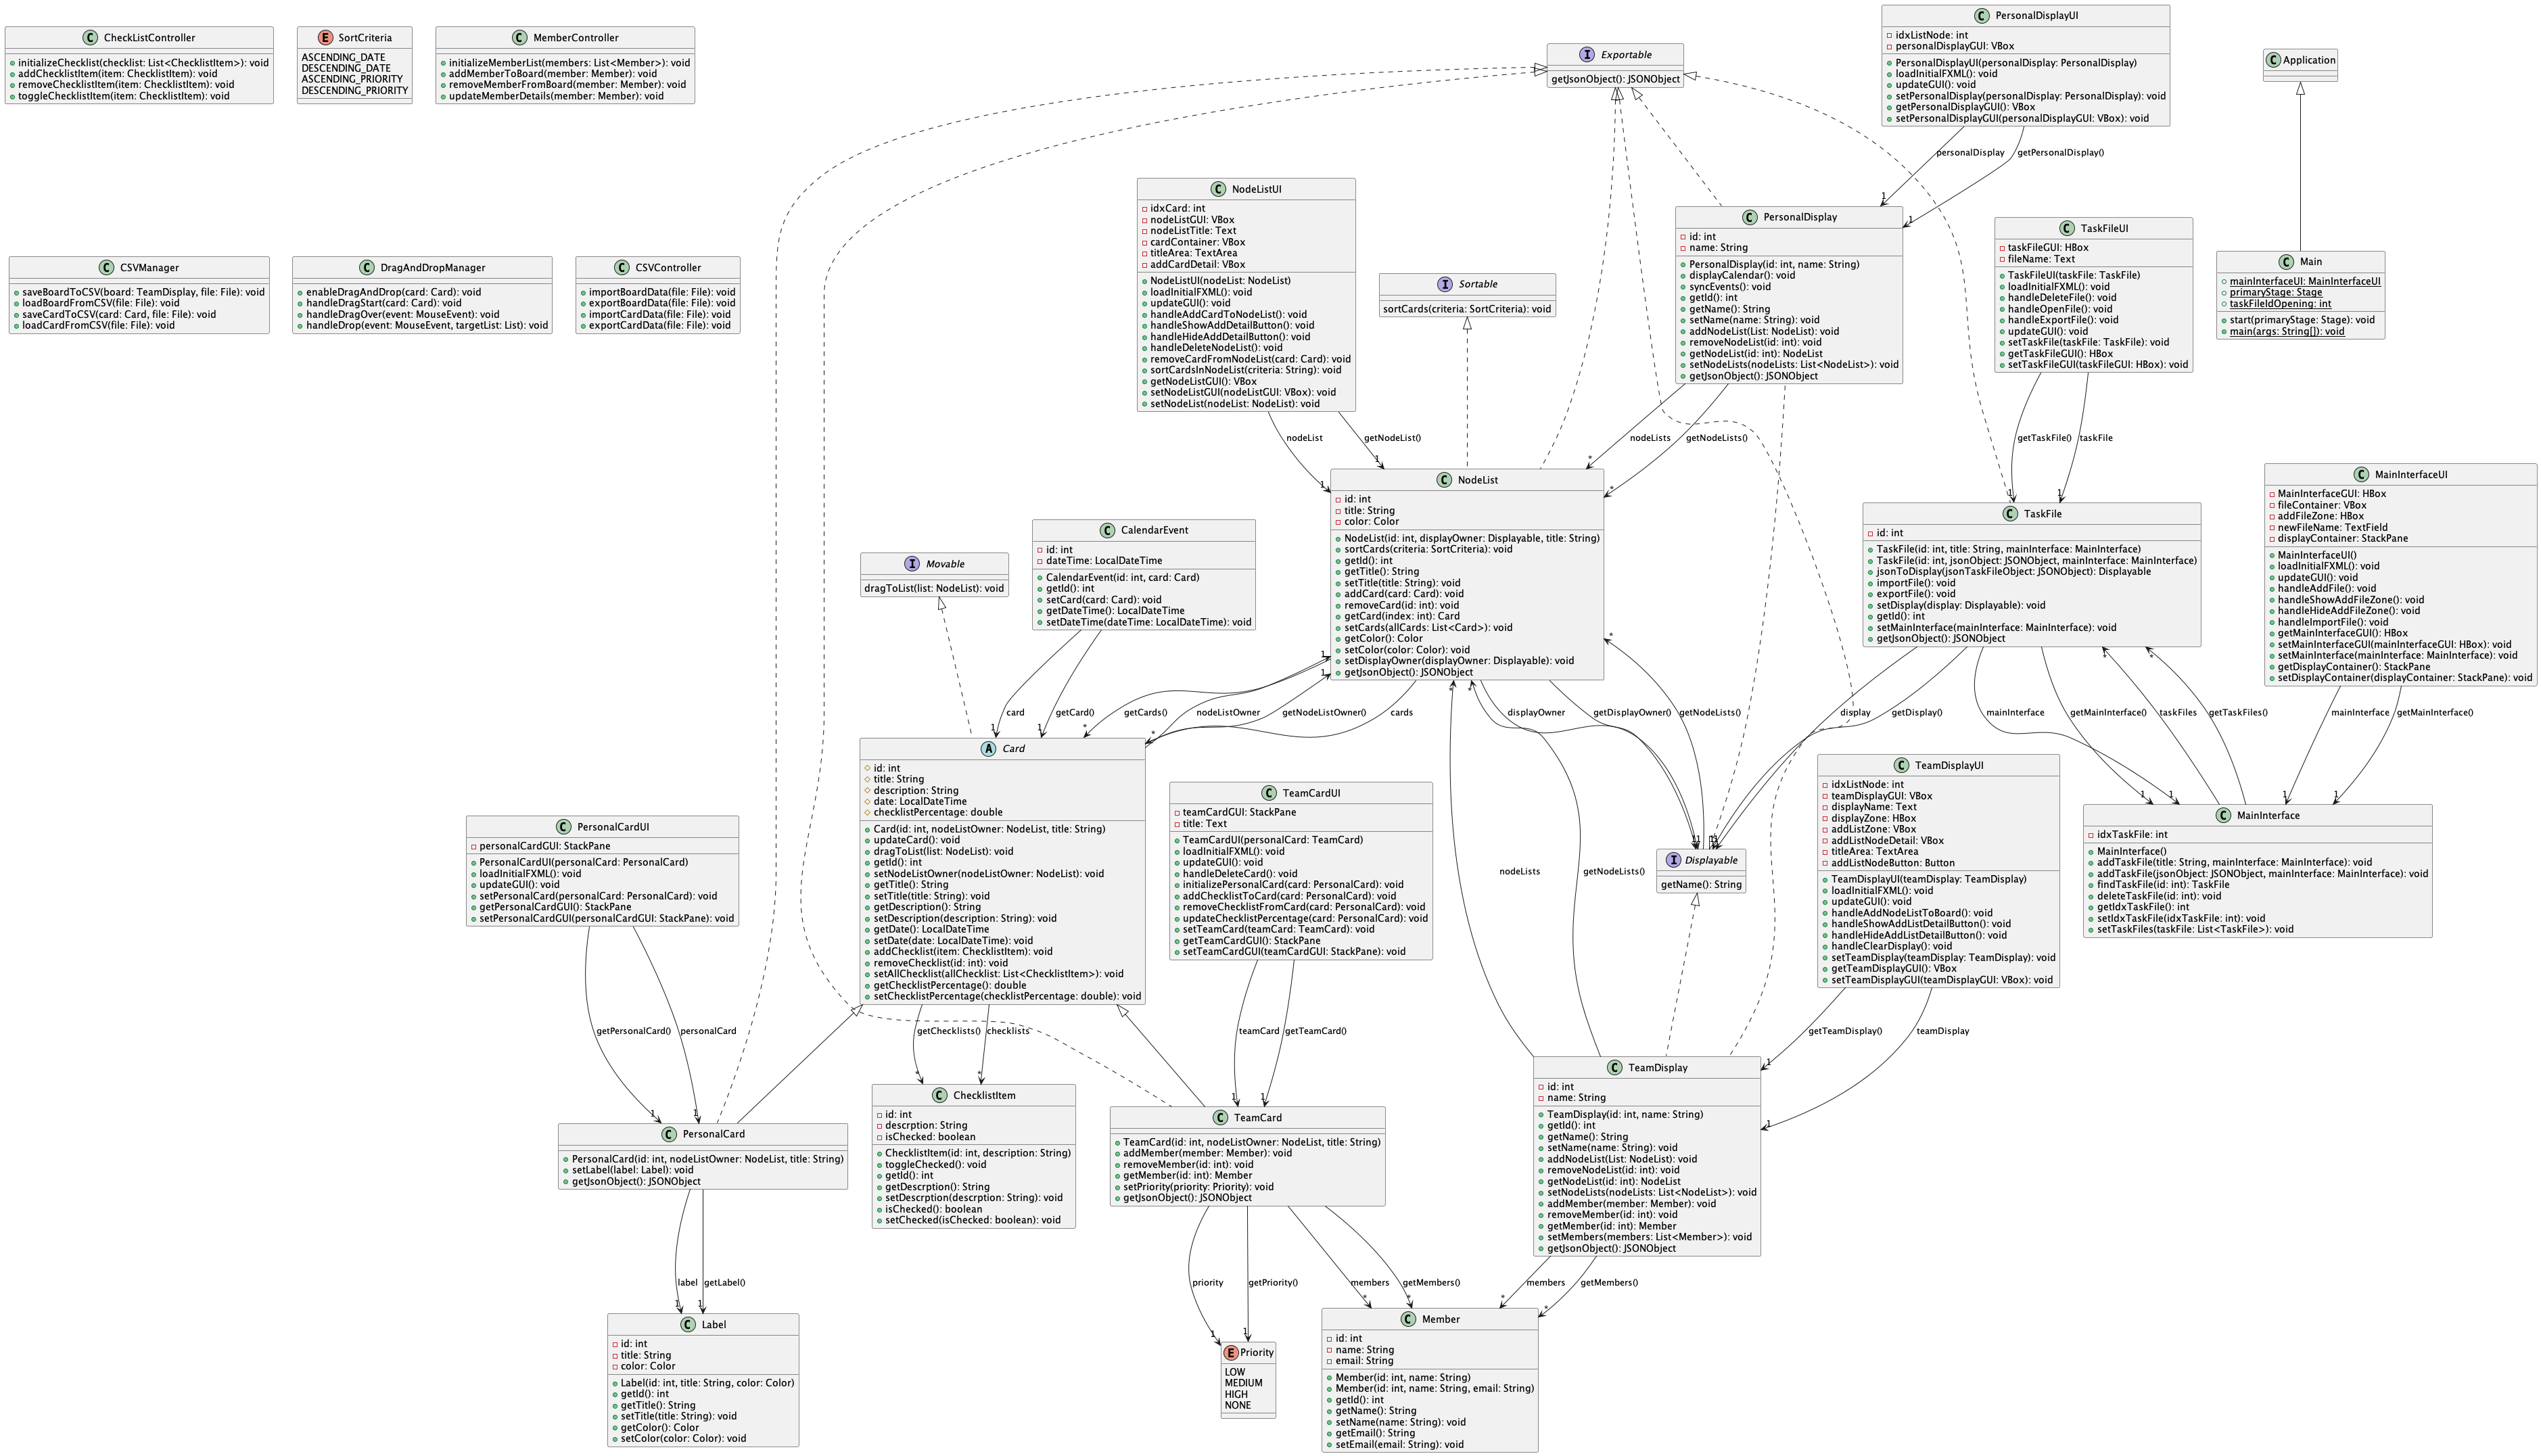 CheckListController
initializeChecklist(checklist: List<ChecklistItem>): void
addChecklistItem(item: ChecklistItem): void
removeChecklistItem(item: ChecklistItem): void
toggleChecklistItem(item: ChecklistItem): void
SortCriteria
ASCENDING_DATE
DESCENDING_DATE
ASCENDING_PRIORITY
DESCENDING_PRIORITY
MemberController
initializeMemberList(members: List<Member>): void
addMemberToBoard(member: Member): void
removeMemberFromBoard(member: Member): void
updateMemberDetails(member: Member): void
Exportable
getJsonObject(): JSONObject
PersonalDisplayUI
idxListNode: int
personalDisplayGUI: VBox
PersonalDisplayUI(personalDisplay: PersonalDisplay)
loadInitialFXML(): void
updateGUI(): void
setPersonalDisplay(personalDisplay: PersonalDisplay): void
getPersonalDisplayGUI(): VBox
setPersonalDisplayGUI(personalDisplayGUI: VBox): void
Application
personalDisplay
getPersonalDisplay()
1
1
CSVManager
saveBoardToCSV(board: TeamDisplay, file: File): void
loadBoardFromCSV(file: File): void
saveCardToCSV(card: Card, file: File): void
loadCardFromCSV(file: File): void
DragAndDropManager
enableDragAndDrop(card: Card): void
handleDragStart(card: Card): void
handleDragOver(event: MouseEvent): void
handleDrop(event: MouseEvent, targetList: List): void
CSVController
importBoardData(file: File): void
exportBoardData(file: File): void
importCardData(file: File): void
exportCardData(file: File): void
NodeListUI
idxCard: int
nodeListGUI: VBox
nodeListTitle: Text
cardContainer: VBox
titleArea: TextArea
addCardDetail: VBox
NodeListUI(nodeList: NodeList)
loadInitialFXML(): void
updateGUI(): void
handleAddCardToNodeList(): void
handleShowAddDetailButton(): void
handleHideAddDetailButton(): void
handleDeleteNodeList(): void
removeCardFromNodeList(card: Card): void
sortCardsInNodeList(criteria: String): void
getNodeListGUI(): VBox
setNodeListGUI(nodeListGUI: VBox): void
setNodeList(nodeList: NodeList): void
Sortable
sortCards(criteria: SortCriteria): void
PersonalDisplay
id: int
name: String
PersonalDisplay(id: int, name: String)
displayCalendar(): void
syncEvents(): void
getId(): int
getName(): String
setName(name: String): void
addNodeList(List: NodeList): void
removeNodeList(id: int): void
getNodeList(id: int): NodeList
setNodeLists(nodeLists: List<NodeList>): void
getJsonObject(): JSONObject
TaskFileUI
taskFileGUI: HBox
fileName: Text
TaskFileUI(taskFile: TaskFile)
loadInitialFXML(): void
handleDeleteFile(): void
handleOpenFile(): void
handleExportFile(): void
updateGUI(): void
setTaskFile(taskFile: TaskFile): void
getTaskFileGUI(): HBox
setTaskFileGUI(taskFileGUI: HBox): void
Main
mainInterfaceUI: MainInterfaceUI
primaryStage: Stage
taskFileIdOpening: int
start(primaryStage: Stage): void
main(args: String[]): void
nodeList
getNodeList()
nodeLists
getNodeLists()
getTaskFile()
taskFile
1
1
*
*
1
1
NodeList
id: int
title: String
color: Color
NodeList(id: int, displayOwner: Displayable, title: String)
sortCards(criteria: SortCriteria): void
getId(): int
getTitle(): String
setTitle(title: String): void
addCard(card: Card): void
removeCard(id: int): void
getCard(index: int): Card
setCards(allCards: List<Card>): void
getColor(): Color
setColor(color: Color): void
setDisplayOwner(displayOwner: Displayable): void
getJsonObject(): JSONObject
Movable
dragToList(list: NodeList): void
CalendarEvent
id: int
dateTime: LocalDateTime
CalendarEvent(id: int, card: Card)
getId(): int
setCard(card: Card): void
getDateTime(): LocalDateTime
setDateTime(dateTime: LocalDateTime): void
TaskFile
id: int
TaskFile(id: int, title: String, mainInterface: MainInterface)
TaskFile(id: int, jsonObject: JSONObject, mainInterface: MainInterface)
jsonToDisplay(jsonTaskFileObject: JSONObject): Displayable
importFile(): void
exportFile(): void
setDisplay(display: Displayable): void
getId(): int
setMainInterface(mainInterface: MainInterface): void
getJsonObject(): JSONObject
MainInterfaceUI
MainInterfaceGUI: HBox
fileContainer: VBox
addFileZone: HBox
newFileName: TextField
displayContainer: StackPane
MainInterfaceUI()
loadInitialFXML(): void
updateGUI(): void
handleAddFile(): void
handleShowAddFileZone(): void
handleHideAddFileZone(): void
handleImportFile(): void
getMainInterfaceGUI(): HBox
setMainInterfaceGUI(mainInterfaceGUI: HBox): void
setMainInterface(mainInterface: MainInterface): void
getDisplayContainer(): StackPane
setDisplayContainer(displayContainer: StackPane): void
card
getCard()
getCards()
nodeListOwner
getNodeListOwner()
cards
displayOwner
getDisplayOwner()
getNodeLists()
display
getDisplay()
mainInterface
getMainInterface()
taskFiles
getTaskFiles()
mainInterface
getMainInterface()
1
1
*
*
1
1
*
*
*
*
*
1
1
1
1
Card
id: int
title: String
description: String
date: LocalDateTime
checklistPercentage: double
Card(id: int, nodeListOwner: NodeList, title: String)
updateCard(): void
dragToList(list: NodeList): void
getId(): int
setNodeListOwner(nodeListOwner: NodeList): void
getTitle(): String
setTitle(title: String): void
getDescription(): String
setDescription(description: String): void
getDate(): LocalDateTime
setDate(date: LocalDateTime): void
addChecklist(item: ChecklistItem): void
removeChecklist(id: int): void
setAllChecklist(allChecklist: List<ChecklistItem>): void
getChecklistPercentage(): double
setChecklistPercentage(checklistPercentage: double): void
PersonalCardUI
personalCardGUI: StackPane
PersonalCardUI(personalCard: PersonalCard)
loadInitialFXML(): void
updateGUI(): void
setPersonalCard(personalCard: PersonalCard): void
getPersonalCardGUI(): StackPane
setPersonalCardGUI(personalCardGUI: StackPane): void
TeamCardUI
teamCardGUI: StackPane
title: Text
TeamCardUI(personalCard: TeamCard)
loadInitialFXML(): void
updateGUI(): void
handleDeleteCard(): void
initializePersonalCard(card: PersonalCard): void
addChecklistToCard(card: PersonalCard): void
removeChecklistFromCard(card: PersonalCard): void
updateChecklistPercentage(card: PersonalCard): void
setTeamCard(teamCard: TeamCard): void
getTeamCardGUI(): StackPane
setTeamCardGUI(teamCardGUI: StackPane): void
nodeLists
getNodeLists()
Displayable
getName(): String
TeamDisplayUI
idxListNode: int
teamDisplayGUI: VBox
displayName: Text
displayZone: HBox
addListZone: VBox
addListNodeDetail: VBox
titleArea: TextArea
addListNodeButton: Button
TeamDisplayUI(teamDisplay: TeamDisplay)
loadInitialFXML(): void
updateGUI(): void
handleAddNodeListToBoard(): void
handleShowAddListDetailButton(): void
handleHideAddListDetailButton(): void
handleClearDisplay(): void
setTeamDisplay(teamDisplay: TeamDisplay): void
getTeamDisplayGUI(): VBox
setTeamDisplayGUI(teamDisplayGUI: VBox): void
MainInterface
idxTaskFile: int
MainInterface()
addTaskFile(title: String, mainInterface: MainInterface): void
addTaskFile(jsonObject: JSONObject, mainInterface: MainInterface): void
findTaskFile(id: int): TaskFile
deleteTaskFile(id: int): void
getIdxTaskFile(): int
setIdxTaskFile(idxTaskFile: int): void
setTaskFiles(taskFile: List<TaskFile>): void
getPersonalCard()
personalCard
getChecklists()
checklists
teamCard
getTeamCard()
getTeamDisplay()
teamDisplay
1
1
*
*
1
1
1
1
PersonalCard
PersonalCard(id: int, nodeListOwner: NodeList, title: String)
setLabel(label: Label): void
getJsonObject(): JSONObject
ChecklistItem
id: int
descrption: String
isChecked: boolean
ChecklistItem(id: int, description: String)
toggleChecked(): void
getId(): int
getDescrption(): String
setDescrption(descrption: String): void
isChecked(): boolean
setChecked(isChecked: boolean): void
TeamCard
TeamCard(id: int, nodeListOwner: NodeList, title: String)
addMember(member: Member): void
removeMember(id: int): void
getMember(id: int): Member
setPriority(priority: Priority): void
getJsonObject(): JSONObject
TeamDisplay
id: int
name: String
TeamDisplay(id: int, name: String)
getId(): int
getName(): String
setName(name: String): void
addNodeList(List: NodeList): void
removeNodeList(id: int): void
getNodeList(id: int): NodeList
setNodeLists(nodeLists: List<NodeList>): void
addMember(member: Member): void
removeMember(id: int): void
getMember(id: int): Member
setMembers(members: List<Member>): void
getJsonObject(): JSONObject
label
getLabel()
priority
getPriority()
members
getMembers()
members
getMembers()
1
1
1
1
*
*
*
*
Label
id: int
title: String
color: Color
Label(id: int, title: String, color: Color)
getId(): int
getTitle(): String
setTitle(title: String): void
getColor(): Color
setColor(color: Color): void
Priority
LOW
MEDIUM
HIGH
NONE
Member
id: int
name: String
email: String
Member(id: int, name: String)
Member(id: int, name: String, email: String)
getId(): int
getName(): String
setName(name: String): void
getEmail(): String
setEmail(email: String): void